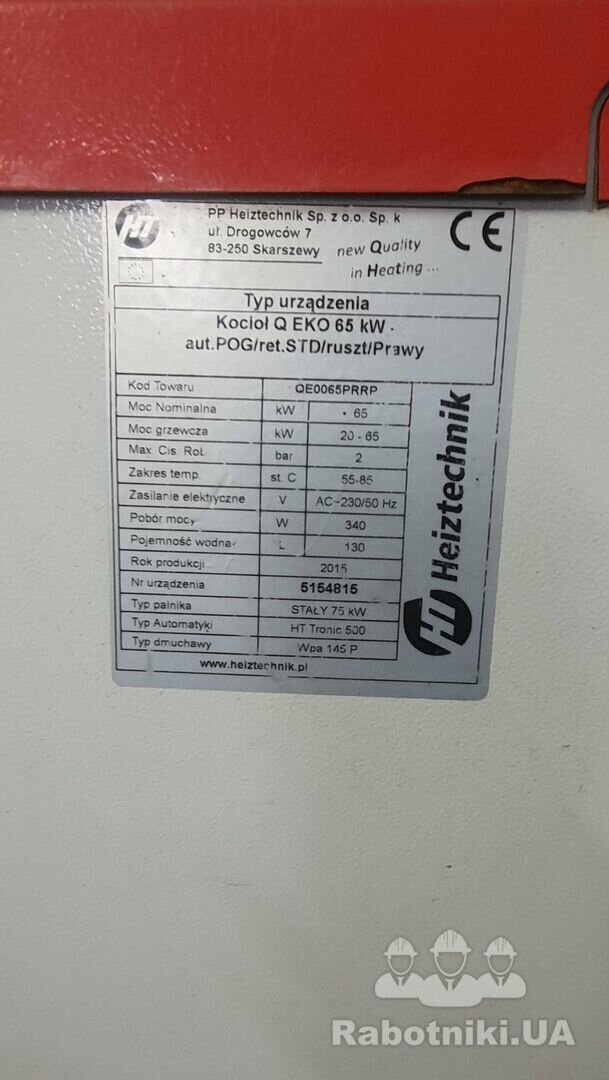 PP Heiztechnik Sp. z o.o. Sp. k
ul. Drogowców 7
83-250 Skarszewy
new Quality
in Heating ...
CE
Typ urządzenia
Kocioł Q EKO 65 kW -
aut.POG/ret.STD/ruszt/Prawy
Kod Towaru QE0065PRRP
Moc Nominalna kW 65
Moc grzewcza kW 20 - 65
Max. Cis. Rob. bar 2
Zakres temp. st. C 55-85
Zasilanie elektryczne V AC~230/50 Hz
Pobór mocy W 340
Pojemność wodna L 130
Rok produkcji 2015
Nr urządzenia 5154815
Typ palnika STAŁY 75 kW
Typ Automatyki HT Tronic 500
Typ dmuchawy Wpa 145 P
www.heiztechnik.pl
HT Heiztechnik
Rabotniki.UA